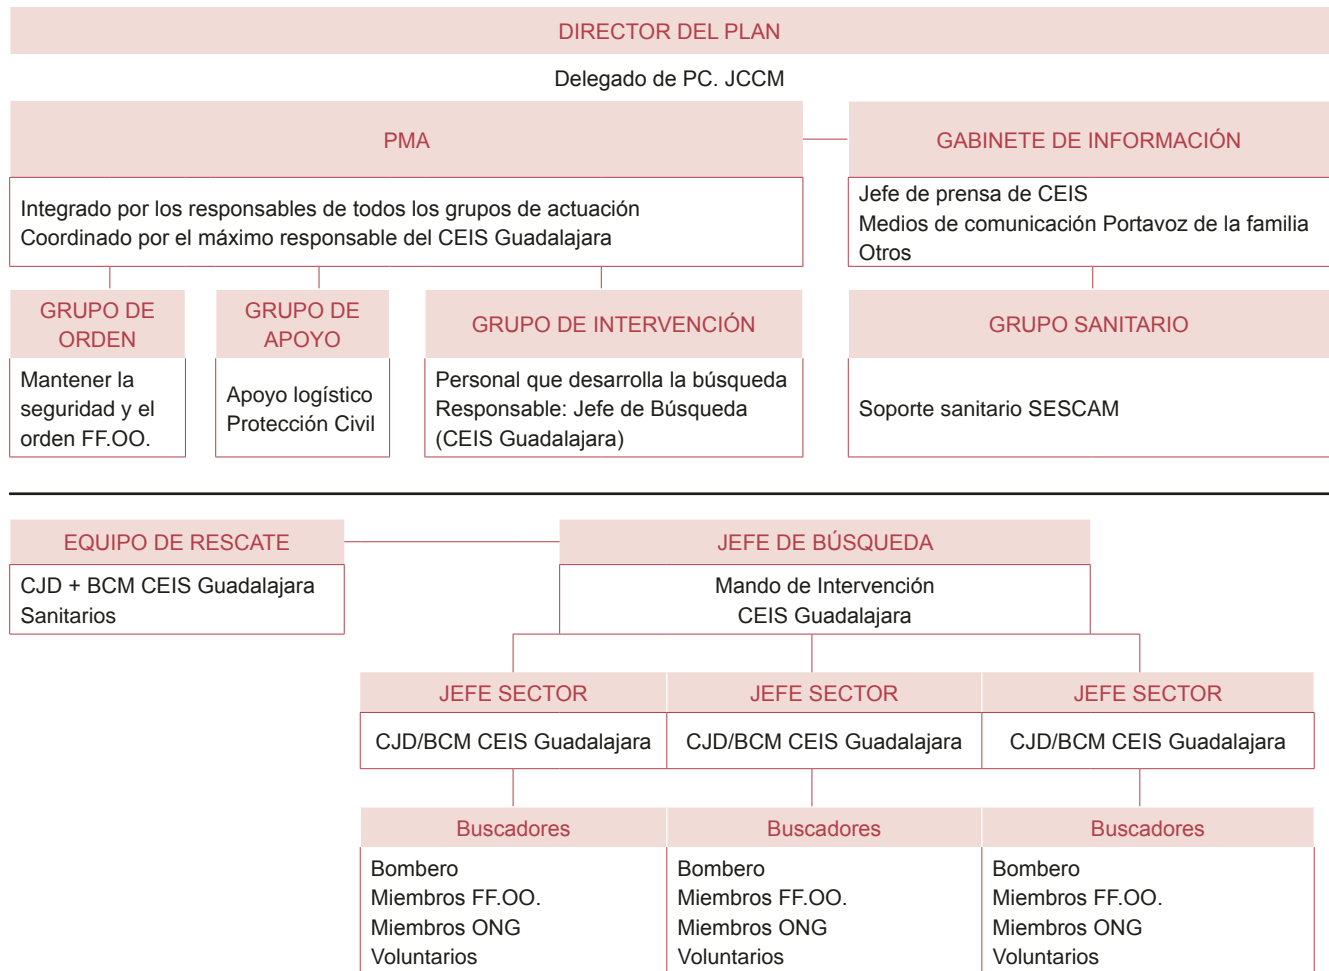 DIRECTOR DEL PLAN
Delegado de PC. JCCM
PMA
Integrado por los responsables de todos los grupos de actuación
Coordinado por el máximo responsable del CEIS Guadalajara
GABINETE DE INFORMACIÓN
Jefe de prensa de CEIS
Medios de comunicación Portavoz de la familia
Otros
GRUPO DE
ORDEN
Mantener la
seguridad y el
orden FF.OO.
GRUPO DE
APOYO
Apoyo logístico
Protección Civil
GRUPO DE INTERVENCIÓN
Personal que desarrolla la búsqueda
Responsable: Jefe de Búsqueda
(CEIS Guadalajara)
GRUPO SANITARIO
Soporte sanitario SESCAM
EQUIPO DE RESCATE
CJD + BCM CEIS Guadalajara
Sanitarios
JEFE DE BÚSQUEDA
Mando de Intervención
CEIS Guadalajara
JEFE SECTOR
CJD/BCM CEIS Guadalajara
JEFE SECTOR
CJD/BCM CEIS Guadalajara
JEFE SECTOR
CJD/BCM CEIS Guadalajara
Buscadores
Bombero
Miembros FF.OO.
Miembros ONG
Voluntarios
Buscadores
Bombero
Miembros FF.OO.
Miembros ONG
Voluntarios
Buscadores
Bombero
Miembros FF.OO.
Miembros ONG
Voluntarios